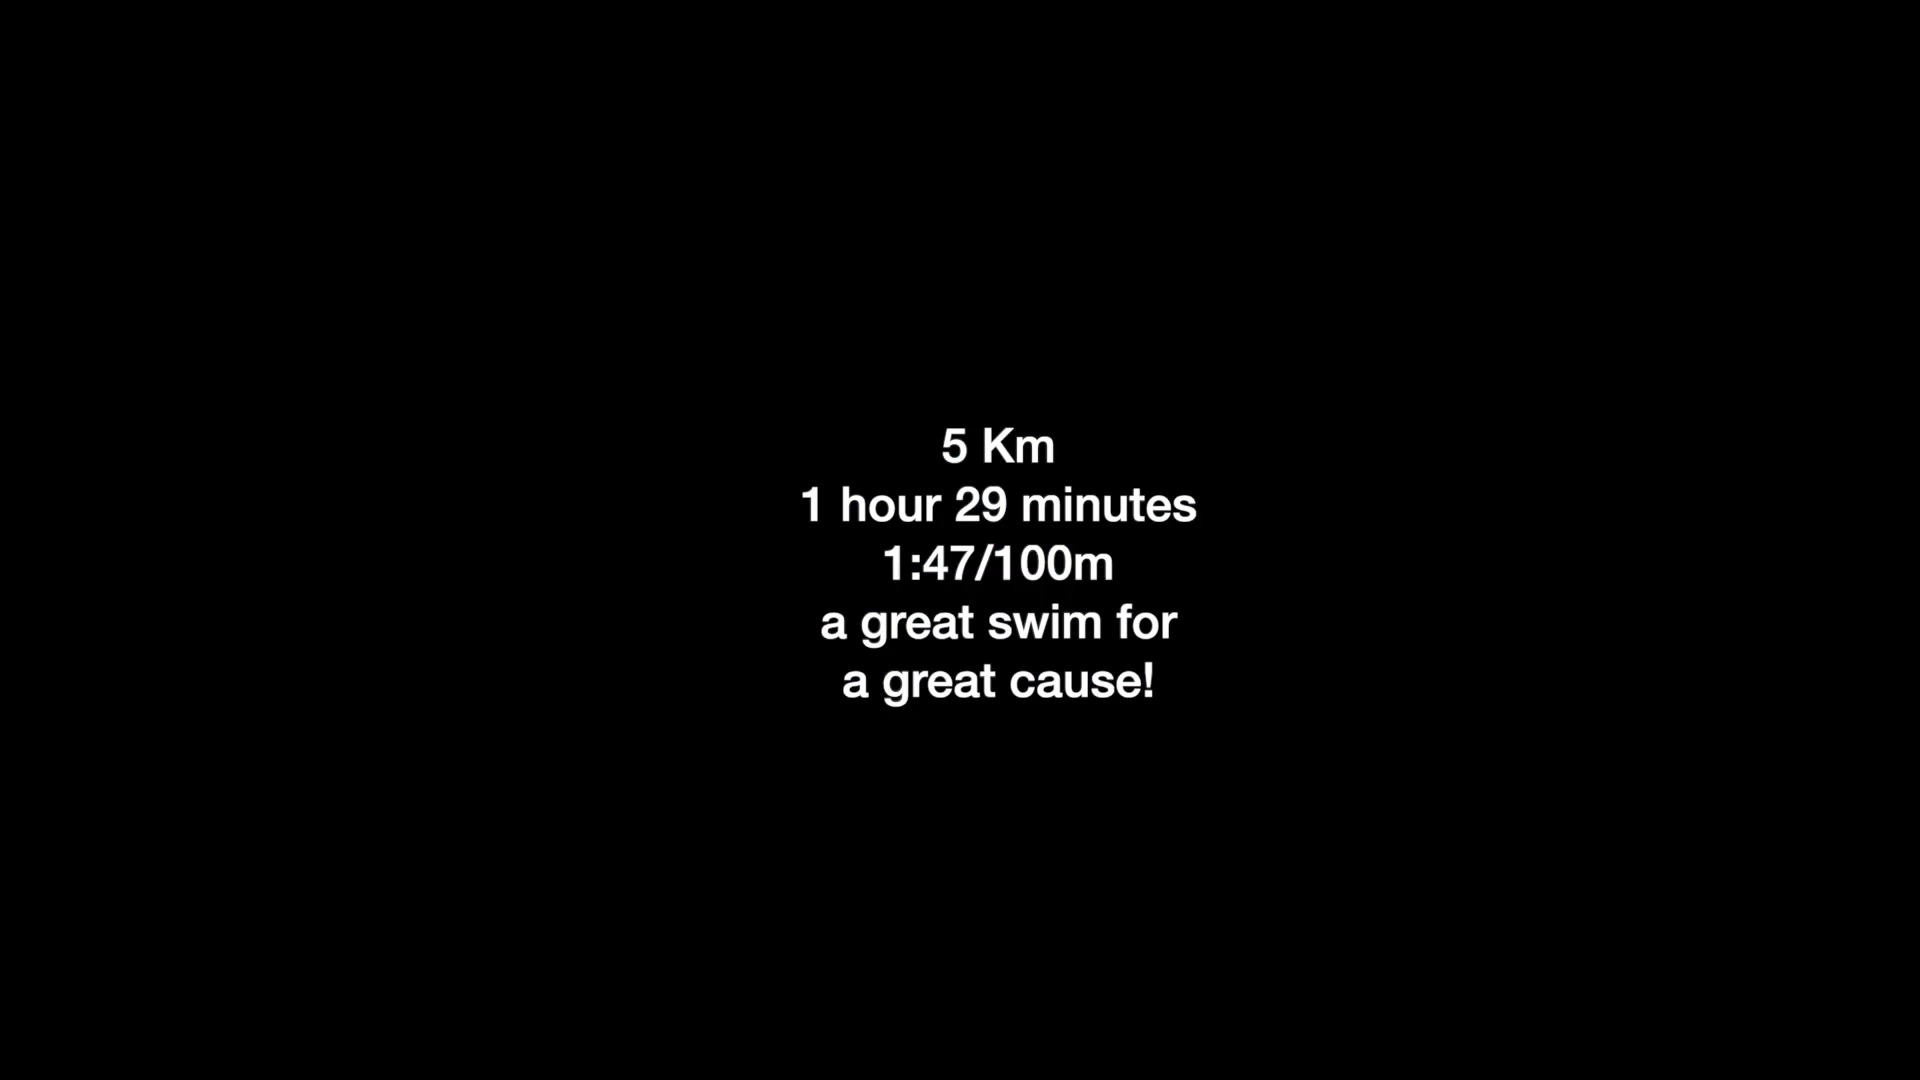 5 Km
1 hour 29 minutes
1:47/100m
a great swim for
a great cause!